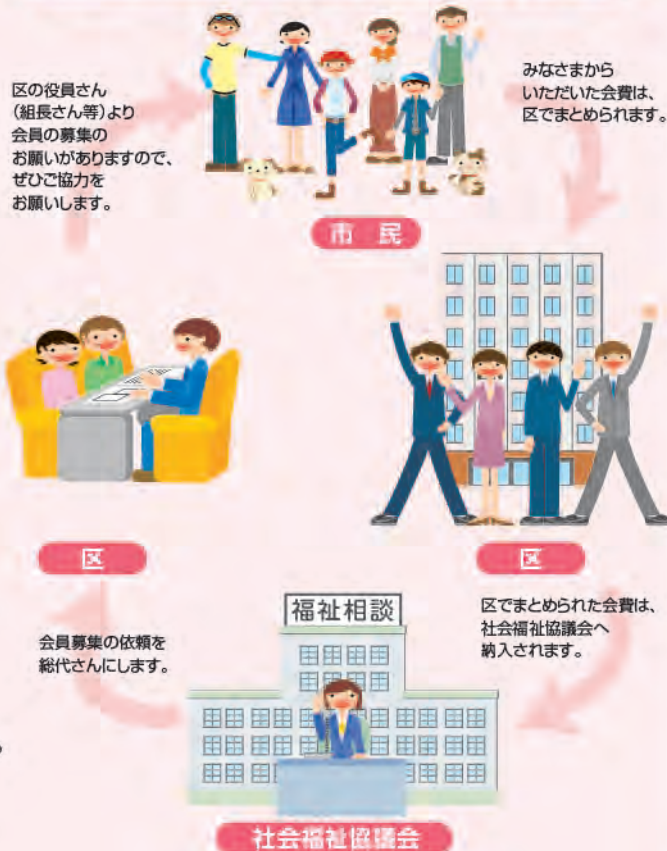 区の役員さん
(組長さん等)より
会員の募集の
お願いがありますので、
ぜひご協力を
お願いします。
みなさまから
いただいた会費は、
区でまとめられます。
市 民
区
区
会員募集の依頼を
総代さんにします。
福祉相談
区でまとめられた会費は、
社会福祉協議会へ
納入されます。
社会福祉協議会